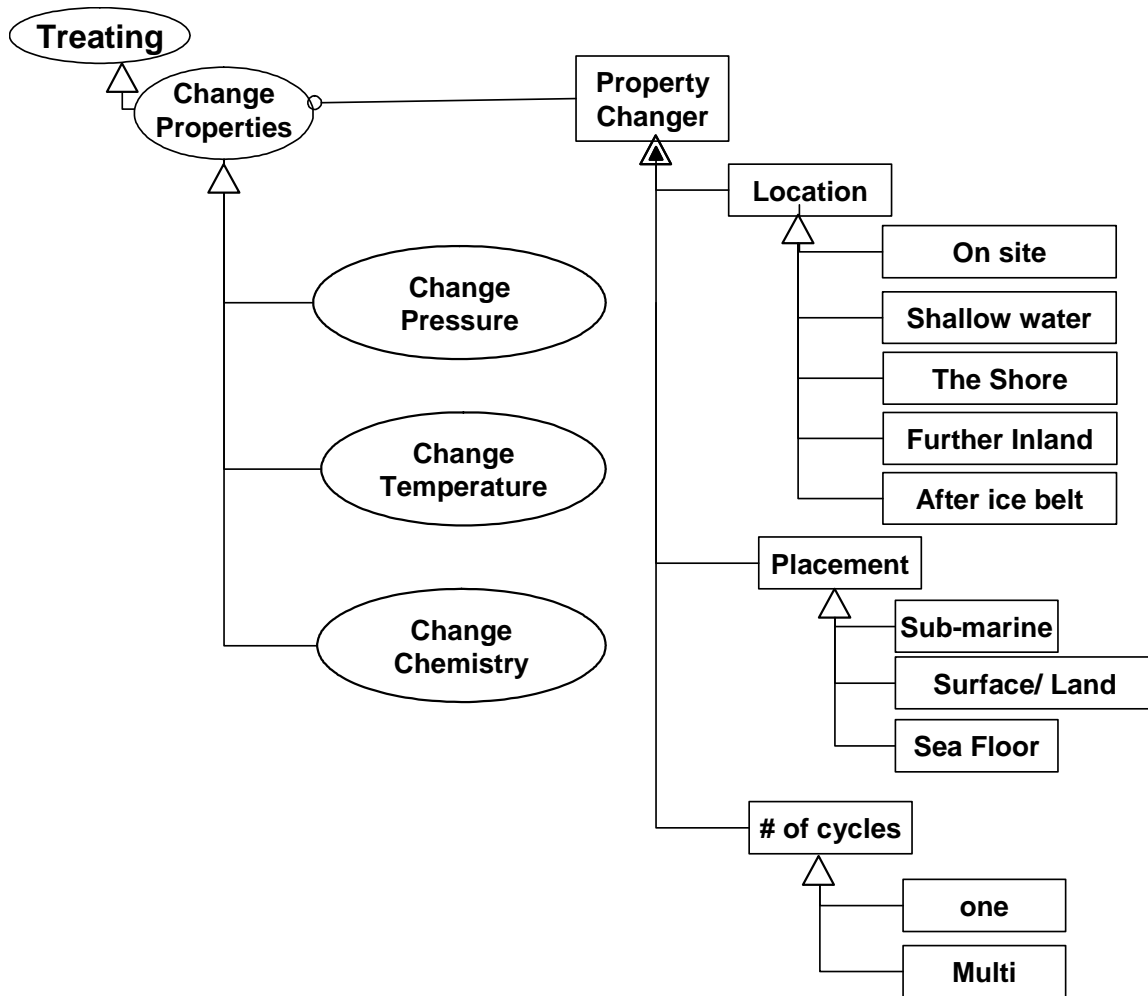 Treating
Change
Properties
Property
Changer
Location
On site
Shallow water
The Shore
Further Inland
After ice belt
Change
Pressure
Change
Temperature
Change
Chemistry
Placement
Sub-marine
Surface/ Land
Sea Floor
# of cycles
one
Multi